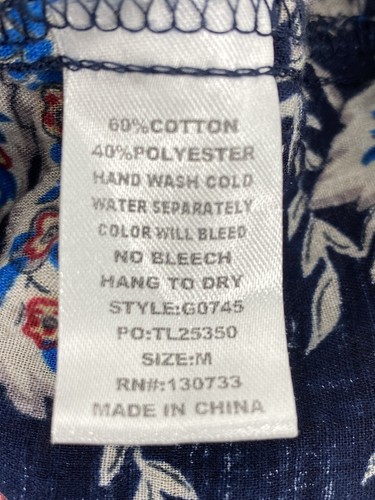 60%COTTON
40%POLYESTER
HAND WASH COLD
WATER SEPARATELY
COLOR WILL BLEED
NO BLEECH
HANG TO DRY
STYLE:G0745
PO:TL25350
SIZE:M
RN#:130733
MADE IN CHINA